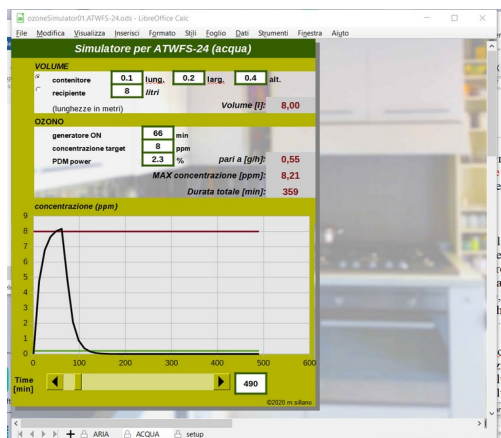 ozoneSimulator01.ATWFS-24.ods - LibreOffice Calc
File Modifica Visualizza Inserisci Formato Stili Foglio Dati Strumenti Finestra Aiuto
Simulatore per ATWFS-24 (acqua)
VOLUME
contenitore 0.1 lung. 0.2 larg. 0.4 alt.
recipiente 8 litri
(lunghezze in metri) Volume [l]: 8,00
OZONO
generatore ON 66 min
concentrazione target 8 ppm
PDM power 2.3 % pari a [g/h]: 0,55
MAX concentrazione [ppm]: 8,21
Durata totale [min]: 359
concentrazione (ppm)
9
8
7
6
5
4
3
2
1
0
0 100 200 300 400 500 600
Time [min] 490
©2020 m.sillano
ARIA ACQUA setup